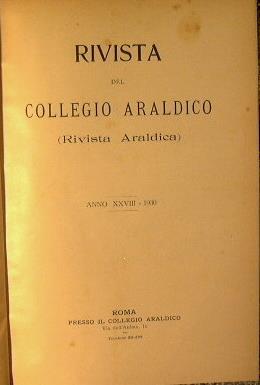 RIVISTA
DEL
COLLEGIO ARALDICO
(Rivista Araldica)
ANNO XXVIII - 1930
ROMA
PRESSO IL COLLEGIO ARALDICO
Via dell'Anima, 16